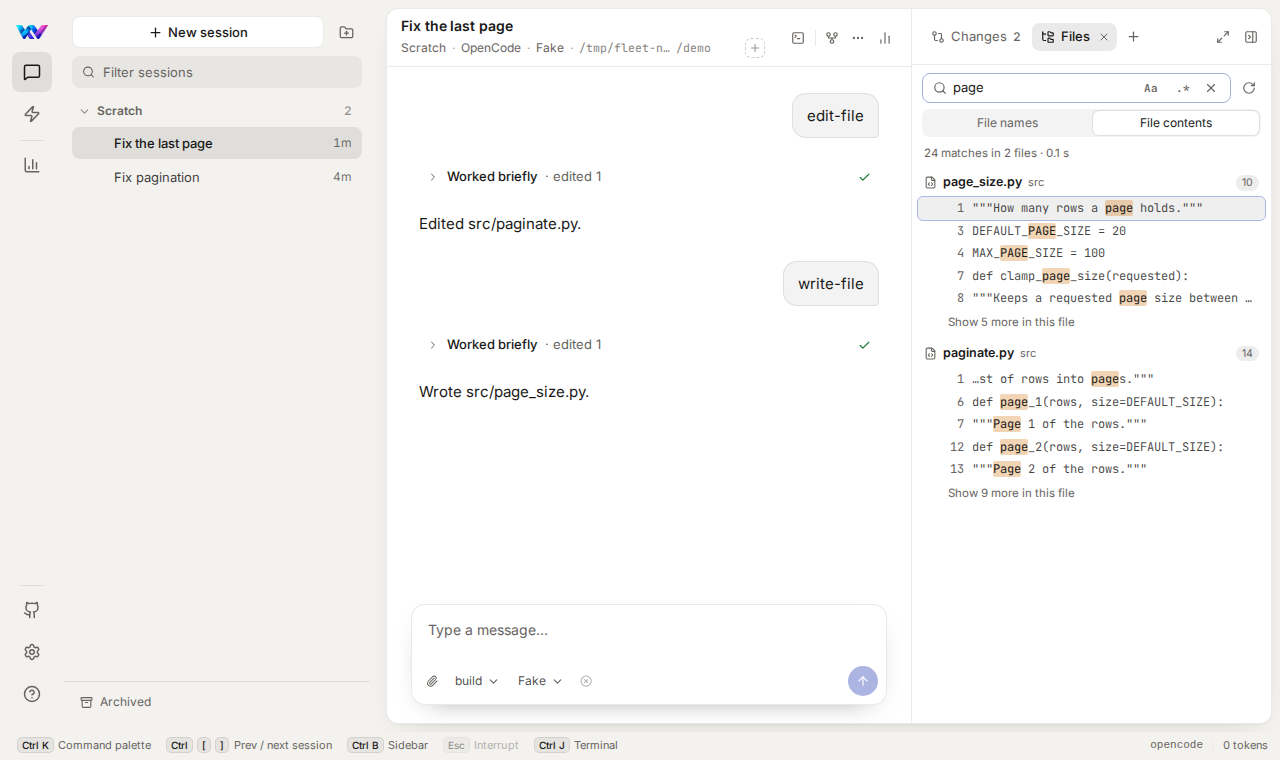 New session
Filter sessions
Scratch 2
Fix the last page 1m
Fix pagination 4m
Archived
Fix the last page
Scratch · OpenCode · Fake · /tmp/fleet-n… /demo
edit-file
Worked briefly · edited 1
Edited src/paginate.py.
write-file
Worked briefly · edited 1
Wrote src/page_size.py.
Type a message...
build Fake
Changes 2 Files
page Aa .*
File names File contents
24 matches in 2 files · 0.1 s
page_size.py src 10
1 """How many rows a page holds."""
3 DEFAULT_PAGE_SIZE = 20
4 MAX_PAGE_SIZE = 100
7 def clamp_page_size(requested):
8 """Keeps a requested page size between …
Show 5 more in this file
paginate.py src 14
1 …st of rows into pages."""
6 def page_1(rows, size=DEFAULT_SIZE):
7 """Page 1 of the rows."""
12 def page_2(rows, size=DEFAULT_SIZE):
13 """Page 2 of the rows."""
Show 9 more in this file
Ctrl K Command palette Ctrl [ ] Prev / next session Ctrl B Sidebar Esc Interrupt Ctrl J Terminal opencode 0 tokens